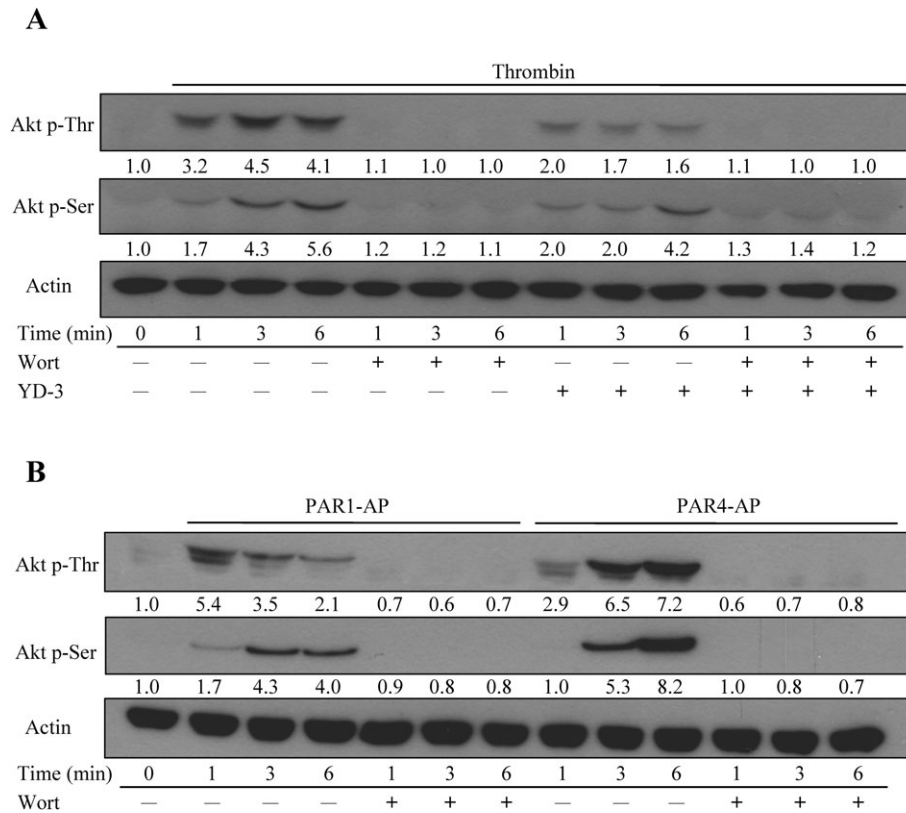 A
Thrombin
Akt p-Thr
1.0 3.2 4.5 4.1 1.1 1.0 1.0 2.0 1.7 1.6 1.1 1.0 1.0
Akt p-Ser
1.0 1.7 4.3 5.6 1.2 1.2 1.1 2.0 2.0 4.2 1.3 1.4 1.2
Actin
Time (min) 0 1 3 6 1 3 6 1 3 6 1 3 6
Wort — — — — + + + — — — + + +
YD-3 — — — — — — — + + + + + +
B
PAR1-AP PAR4-AP
Akt p-Thr
1.0 5.4 3.5 2.1 0.7 0.6 0.7 2.9 6.5 7.2 0.6 0.7 0.8
Akt p-Ser
1.0 1.7 4.3 4.0 0.9 0.8 0.8 1.0 5.3 8.2 1.0 0.8 0.7
Actin
Time (min) 0 1 3 6 1 3 6 1 3 6 1 3 6
Wort — — — — + + + — — — + + +